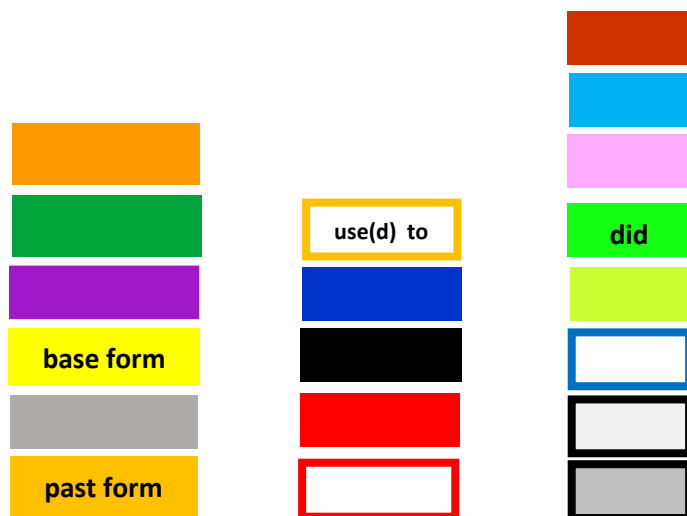 use(d) to
did
base form
past form